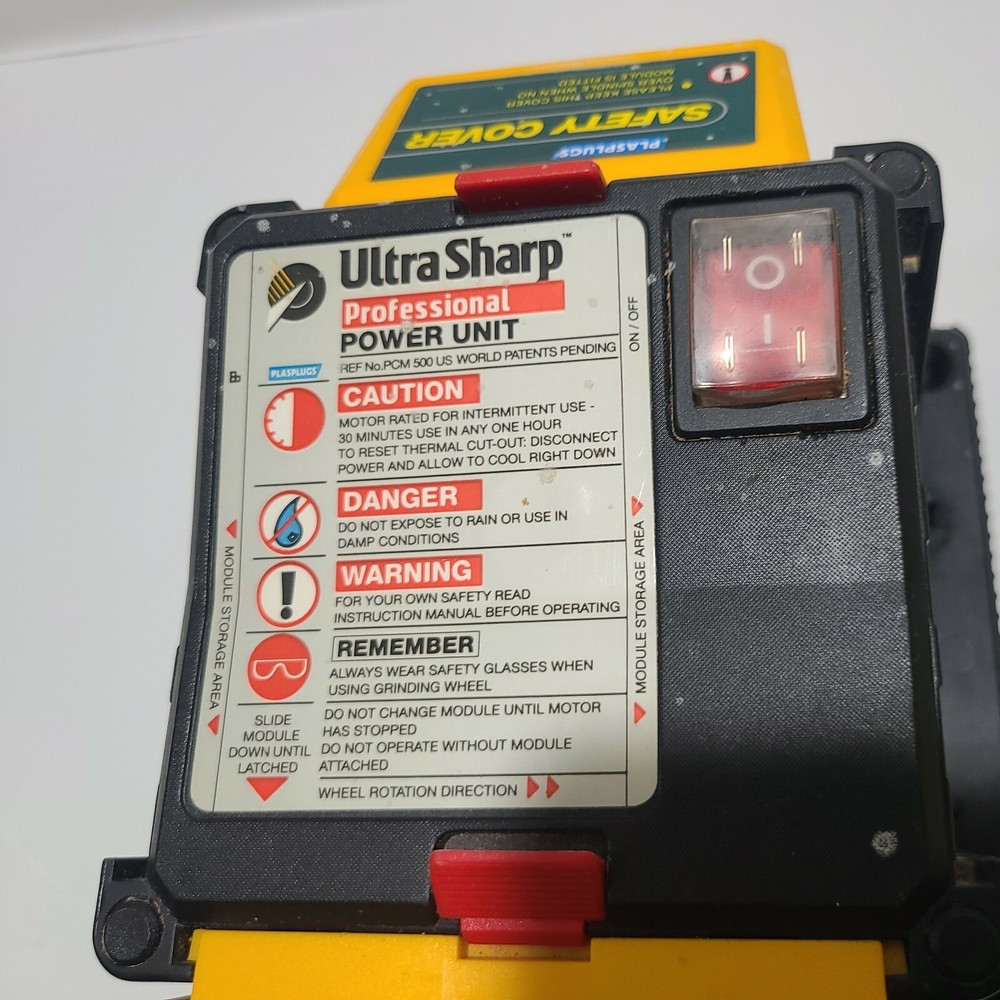 PLEASE KEEP THIS COVER
OVER SPINDLE WHEN NO
MODULE IS FITTED
SAFETY COVER
PLASPLUGS
UltraSharp™
Professional
POWER UNIT
PLASPLUGS
REF No.PCM 500 US WORLD PATENTS PENDING
ON / OFF
O
I
CAUTION
MOTOR RATED FOR INTERMITTENT USE -
30 MINUTES USE IN ANY ONE HOUR
TO RESET THERMAL CUT-OUT: DISCONNECT
POWER AND ALLOW TO COOL RIGHT DOWN
DANGER
DO NOT EXPOSE TO RAIN OR USE IN
DAMP CONDITIONS
WARNING
FOR YOUR OWN SAFETY READ
INSTRUCTION MANUAL BEFORE OPERATING
REMEMBER
ALWAYS WEAR SAFETY GLASSES WHEN
USING GRINDING WHEEL
SLIDE
MODULE
DOWN UNTIL
LATCHED
DO NOT CHANGE MODULE UNTIL MOTOR
HAS STOPPED
DO NOT OPERATE WITHOUT MODULE
ATTACHED
WHEEL ROTATION DIRECTION
MODULE STORAGE AREA
MODULE STORAGE AREA